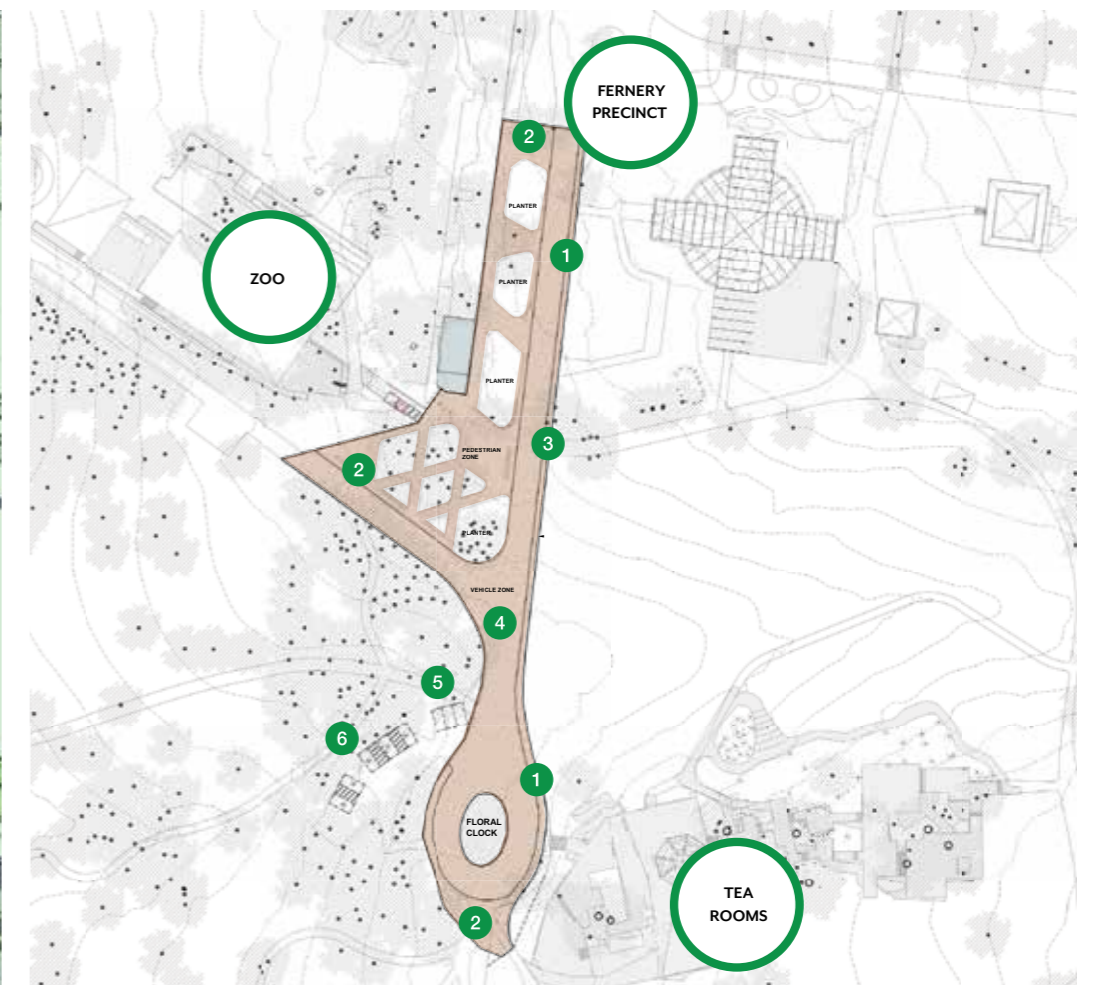 FERNERY
PRECINCT
2
PLANTER
1
ZOO
PLANTER
PLANTER
3
PEDESTRIAN
ZONE
2
PLANTER
VEHICLE ZONE
4
5
6
1
FLORAL
CLOCK
TEA
ROOMS
2